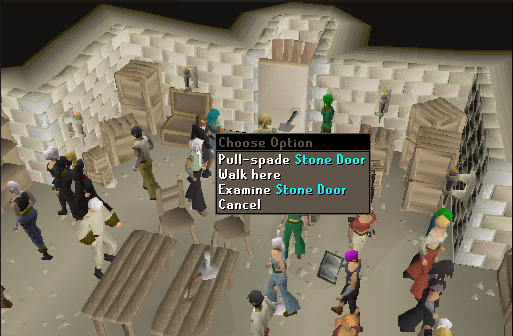 Choose Option
Pull-spade Stone Door
Walk here
Examine Stone Door
Cancel